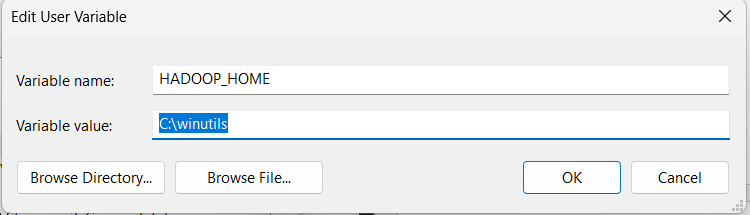 Edit User Variable
Variable name: HADOOP_HOME
Variable value: C:\winutils
Browse Directory... Browse File... OK Cancel